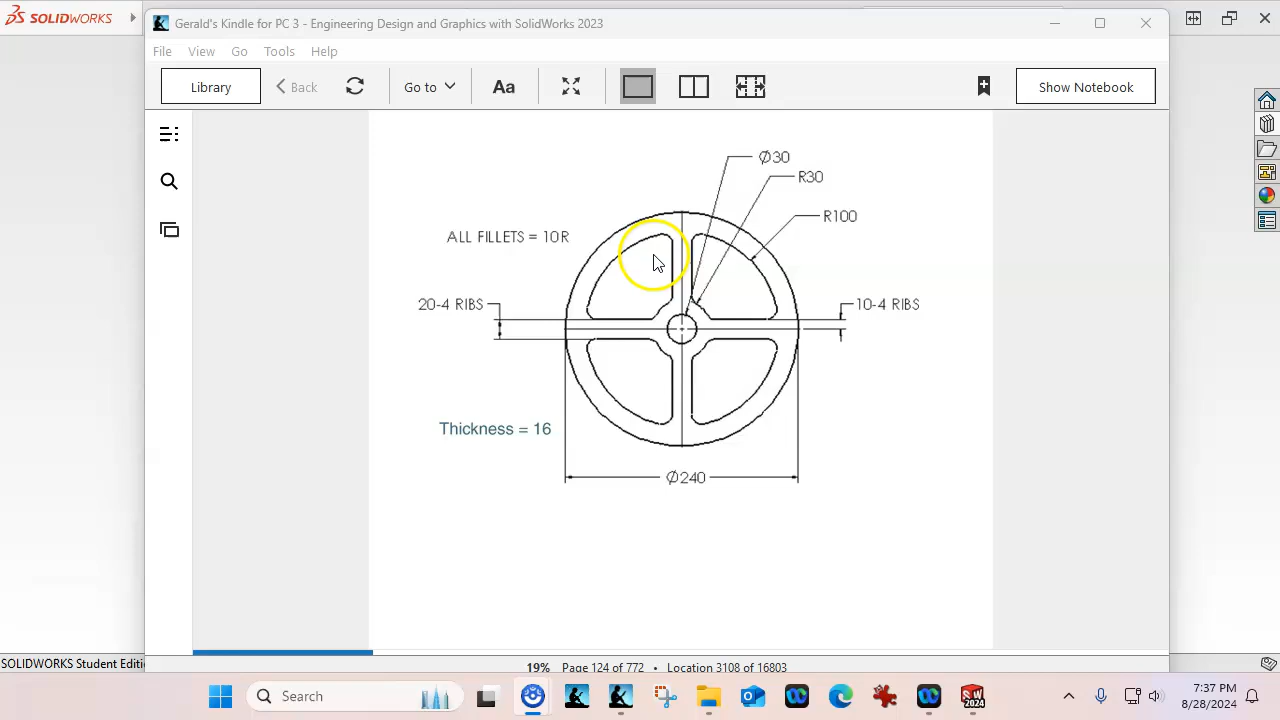 SOLIDWORKS
Gerald's Kindle for PC 3 - Engineering Design and Graphics with SolidWorks 2023
File View Go Tools Help
Library
Back
Go to
Aa
Show Notebook
Ø30
R30
R100
ALL FILLETS = 10R
20-4 RIBS
10-4 RIBS
Thickness = 16
Ø240
SOLIDWORKS Student Editi
19% Page 124 of 772 • Location 3108 of 16803
Search
SW
2024
7:37 PM
8/28/2024